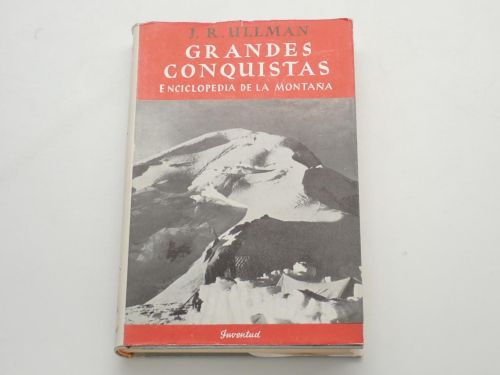 J. R. ULLMAN
GRANDES
CONQUISTAS
ENCICLOPEDIA DE LA MONTAÑA
Juventud